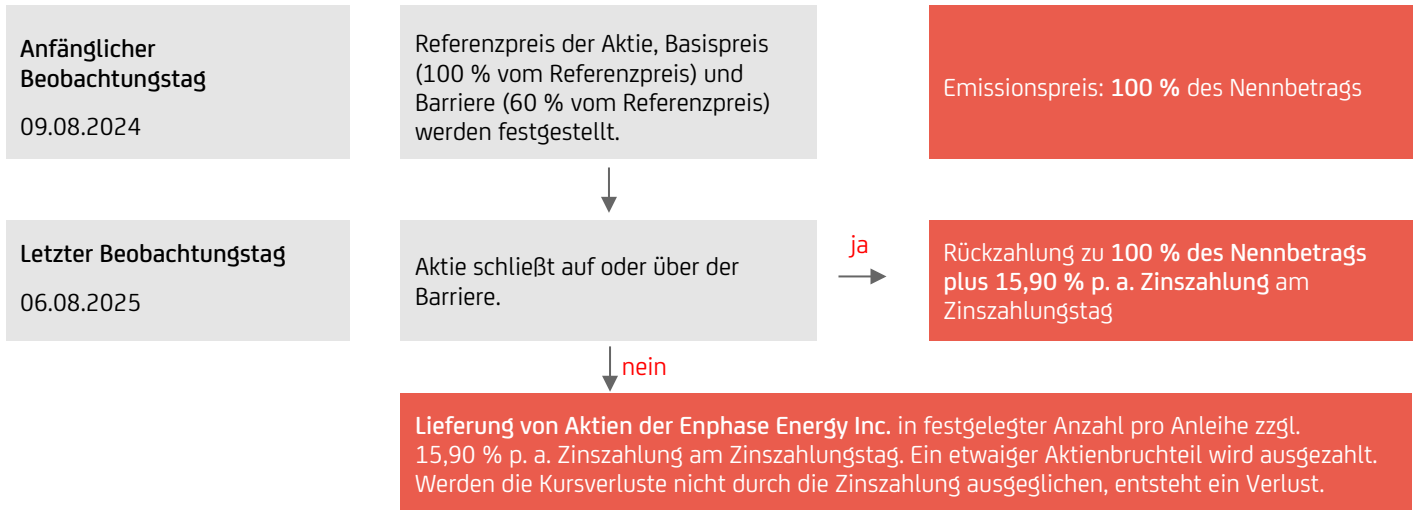 Anfänglicher
Beobachtungstag
09.08.2024
Referenzpreis der Aktie, Basispreis
(100 % vom Referenzpreis) und
Barriere (60 % vom Referenzpreis)
werden festgestellt.
Emissionspreis: 100 % des Nennbetrags
Letzter Beobachtungstag
06.08.2025
Aktie schließt auf oder über der
Barriere.
ja
Rückzahlung zu 100 % des Nennbetrags
plus 15,90 % p. a. Zinszahlung am
Zinszahlungstag
nein
Lieferung von Aktien der Enphase Energy Inc. in festgelegter Anzahl pro Anleihe zzgl.
15,90 % p. a. Zinszahlung am Zinszahlungstag. Ein etwaiger Aktienbruchteil wird ausgezahlt.
Werden die Kursverluste nicht durch die Zinszahlung ausgeglichen, entsteht ein Verlust.